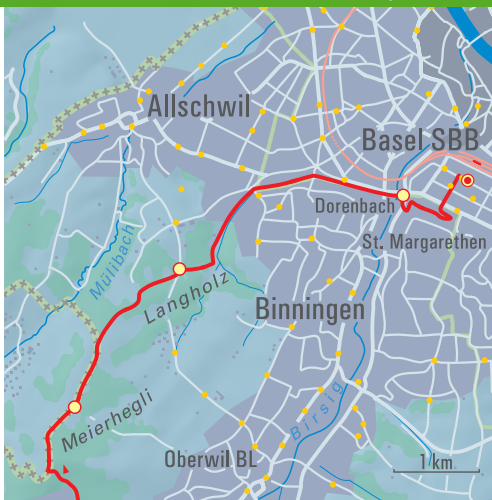 Allschwil
Basel SBB
Dorenbach
St. Margarethen
Mülibach
Langholz
Binningen
Meierhegli
Birsig
Oberwil BL
1 km